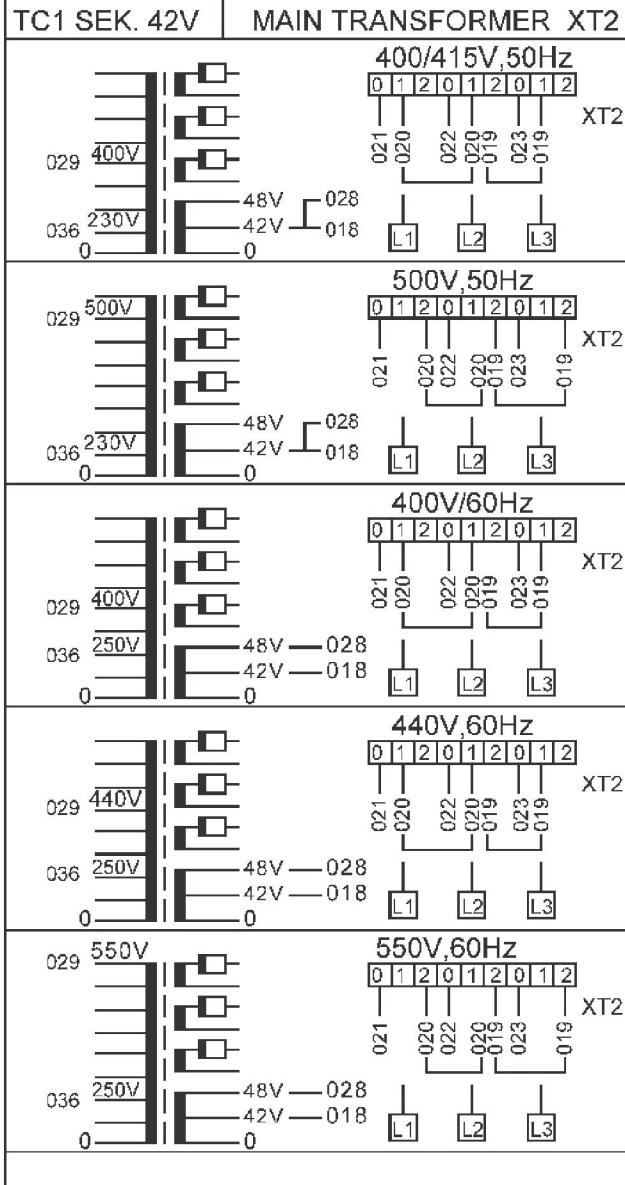 TC1 SEK. 42V MAIN TRANSFORMER XT2
400/415V,50Hz
0 1 2 0 1 2 0 1 2
XT2
021 020 022 020 019 023 019
029 400V
48V 028
036 230V 42V 018
0 0
L1 L2 L3
500V,50Hz
0 1 2 0 1 2 0 1 2
029 500V
XT2
021 020 022 020 019 023 019
48V 028
036 230V 42V 018
0 0
L1 L2 L3
400V/60Hz
0 1 2 0 1 2 0 1 2
XT2
021 020 022 020 019 023 019
029 400V
036 250V 48V 028
42V 018
0 0
L1 L2 L3
440V,60Hz
0 1 2 0 1 2 0 1 2
XT2
029 440V
021 020 022 020 019 023 019
036 250V 48V 028
42V 018
0 0
L1 L2 L3
550V,60Hz
029 550V
0 1 2 0 1 2 0 1 2
XT2
021 020 022 020 019 023 019
036 250V 48V 028
42V 018
0 0
L1 L2 L3